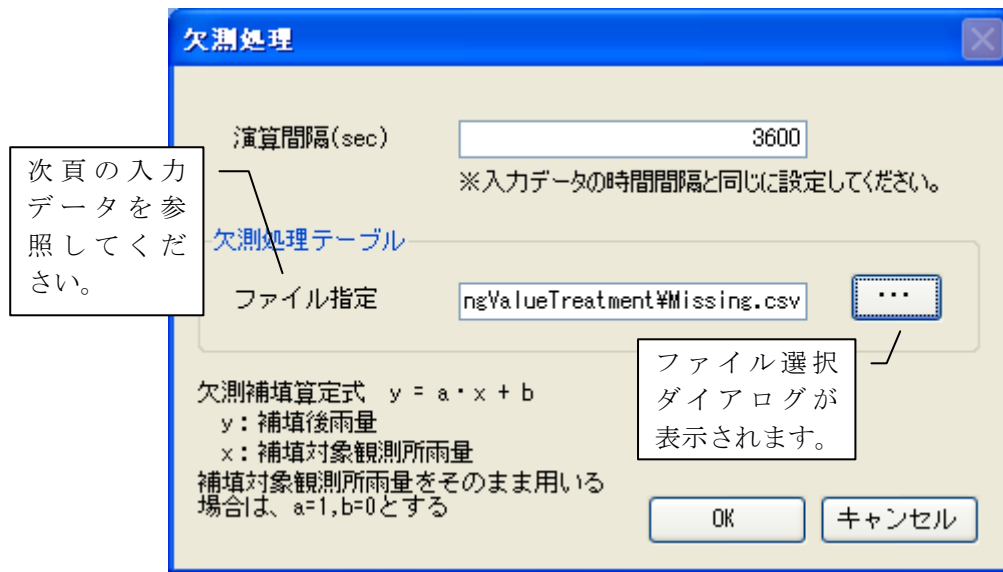 欠測処理
演算間隔(sec)
3600
※入力データの時間間隔と同じに設定してください。
次頁の入力
データを参
照してくだ
さい。
欠測処理テーブル
ファイル指定
ngValueTreatment¥Missing.csv
...
ファイル選択
ダイアログが
表示されます。
欠測補填算定式 y = a・x + b
y：補填後雨量
x：補填対象観測所雨量
補填対象観測所雨量をそのまま用いる
場合は、a=1,b=0とする
OK
キャンセル